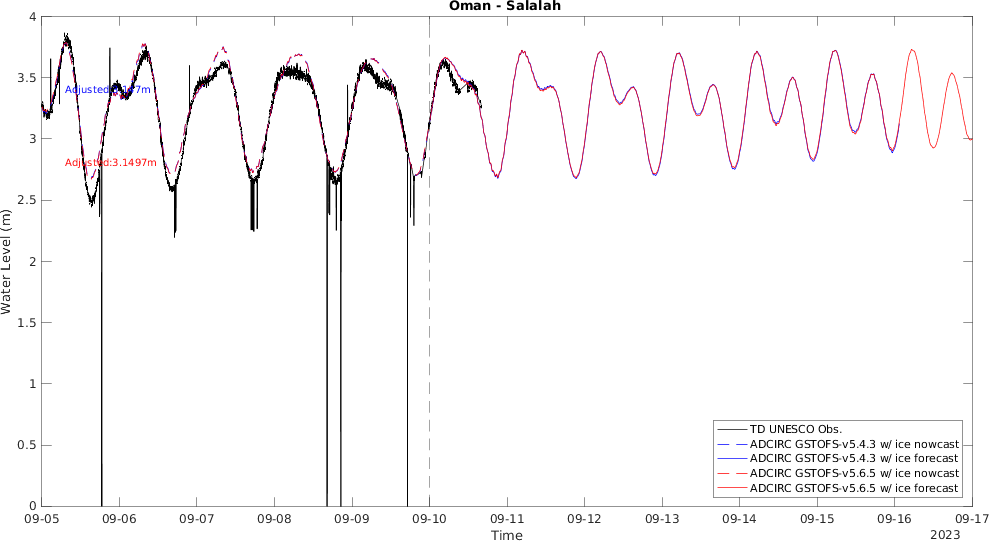 Oman - Salalah
Water Level (m)
4
3.5
3
2.5
2
1.5
1
0.5
0
Adjusted:3.1497m
09-05
09-06
09-07
09-08
09-09
09-10
09-11
09-12
09-13
09-14
09-15
09-16
09-17
Time
2023
TD UNESCO Obs.
ADCIRC GSTOFS-v5.4.3 w/ ice nowcast
ADCIRC GSTOFS-v5.4.3 w/ ice forecast
ADCIRC GSTOFS-v5.6.5 w/ ice nowcast
ADCIRC GSTOFS-v5.6.5 w/ ice forecast